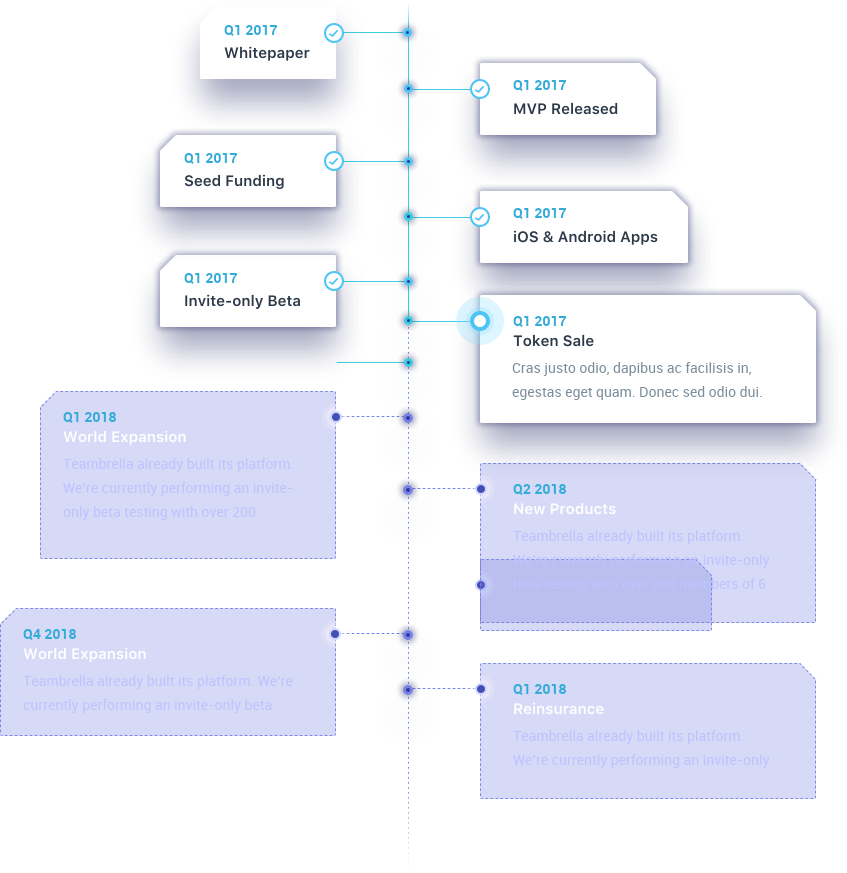 Q1 2017
Whitepaper
Q1 2017
MVP Released
Q1 2017
Seed Funding
Q1 2017
iOS & Android Apps
Q1 2017
Invite-only Beta
Q1 2017
Token Sale
Cras justo odio, dapibus ac facilisis in,
egestas eget quam. Donec sed odio dui.
Q1 2018
World Expansion
Teambrella already built its platform.
We're currently performing an invite-
only beta testing with over 200
Q2 2018
New Products
Teambrella already built its platform.
We're currently performing an invite-only
beta testing with over 200 members of 6
Q4 2018
World Expansion
Teambrella already built its platform. We're
currently performing an invite-only beta
Q1 2018
Reinsurance
Teambrella already built its platform.
We're currently performing an invite-only